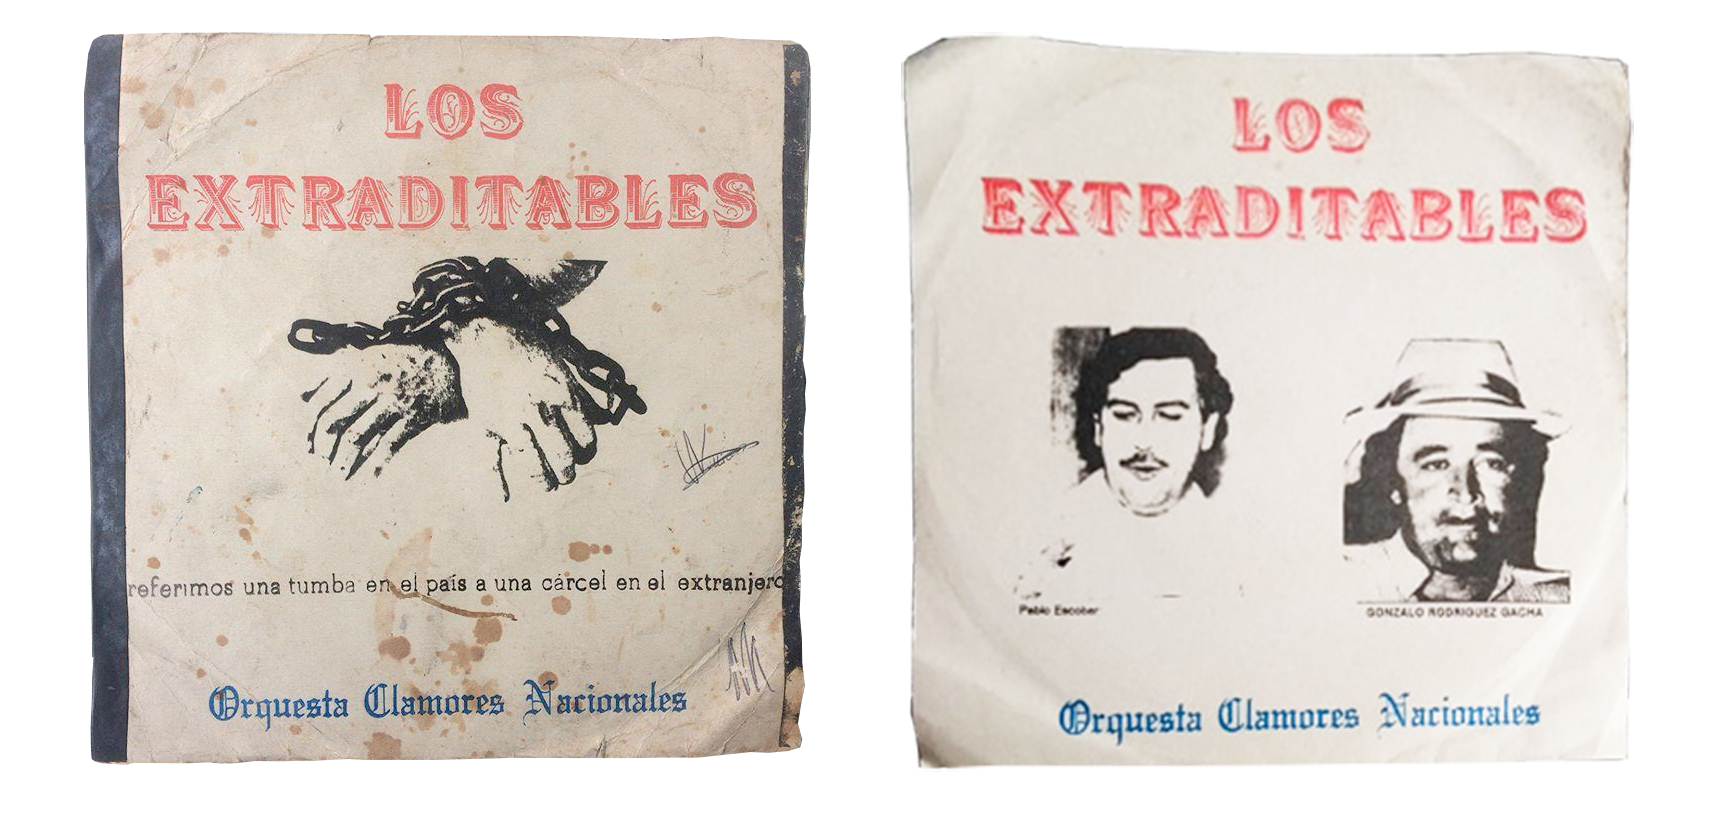 LOS
EXTRADITABLES
referimos una tumba en el país a una cárcel en el extranjero
Orquesta Clamores Nacionales
LOS
EXTRADITABLES
Pablo Escobar
GONZALO RODRIGUEZ GACHA
Orquesta Clamores Nacionales